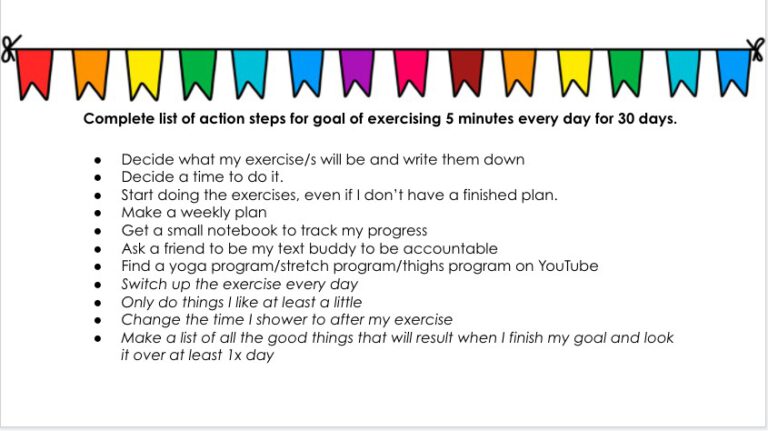 Complete list of action steps for goal of exercising 5 minutes every day for 30 days.
● Decide what my exercise/s will be and write them down
● Decide a time to do it.
● Start doing the exercises, even if I don't have a finished plan.
● Make a weekly plan
● Get a small notebook to track my progress
● Ask a friend to be my text buddy to be accountable
● Find a yoga program/stretch program/thighs program on YouTube
● Switch up the exercise every day
● Only do things I like at least a little
● Change the time I shower to after my exercise
● Make a list of all the good things that will result when I finish my goal and look
it over at least 1x day